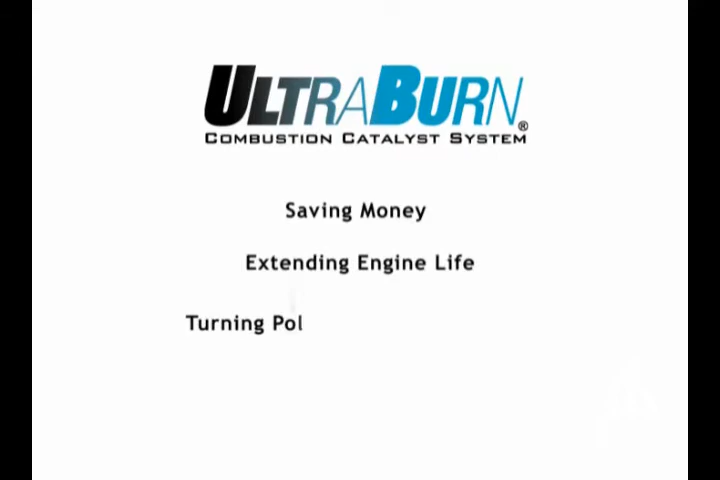 ULTRABURN®
COMBUSTION CATALYST SYSTEM
Saving Money
Extending Engine Life
Turning Pol